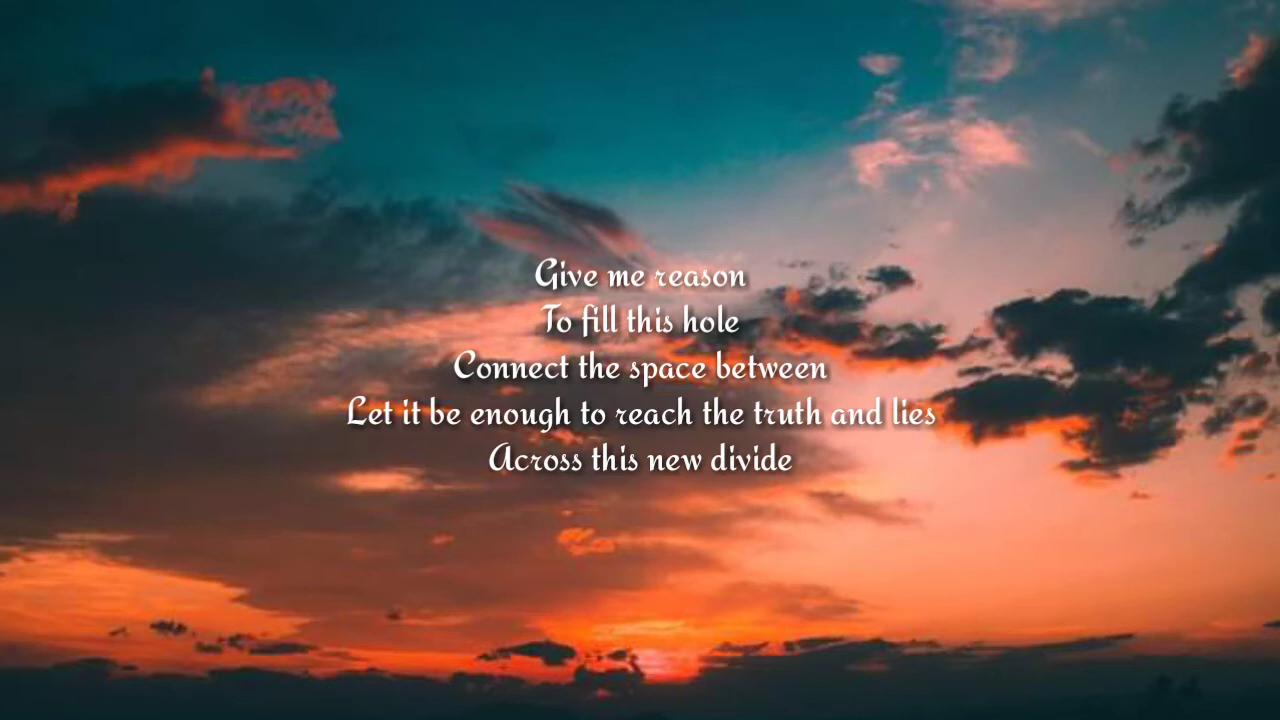 Give me reason
To fill this hole
Connect the space between
Let it be enough to reach the truth and lies
Across this new divide